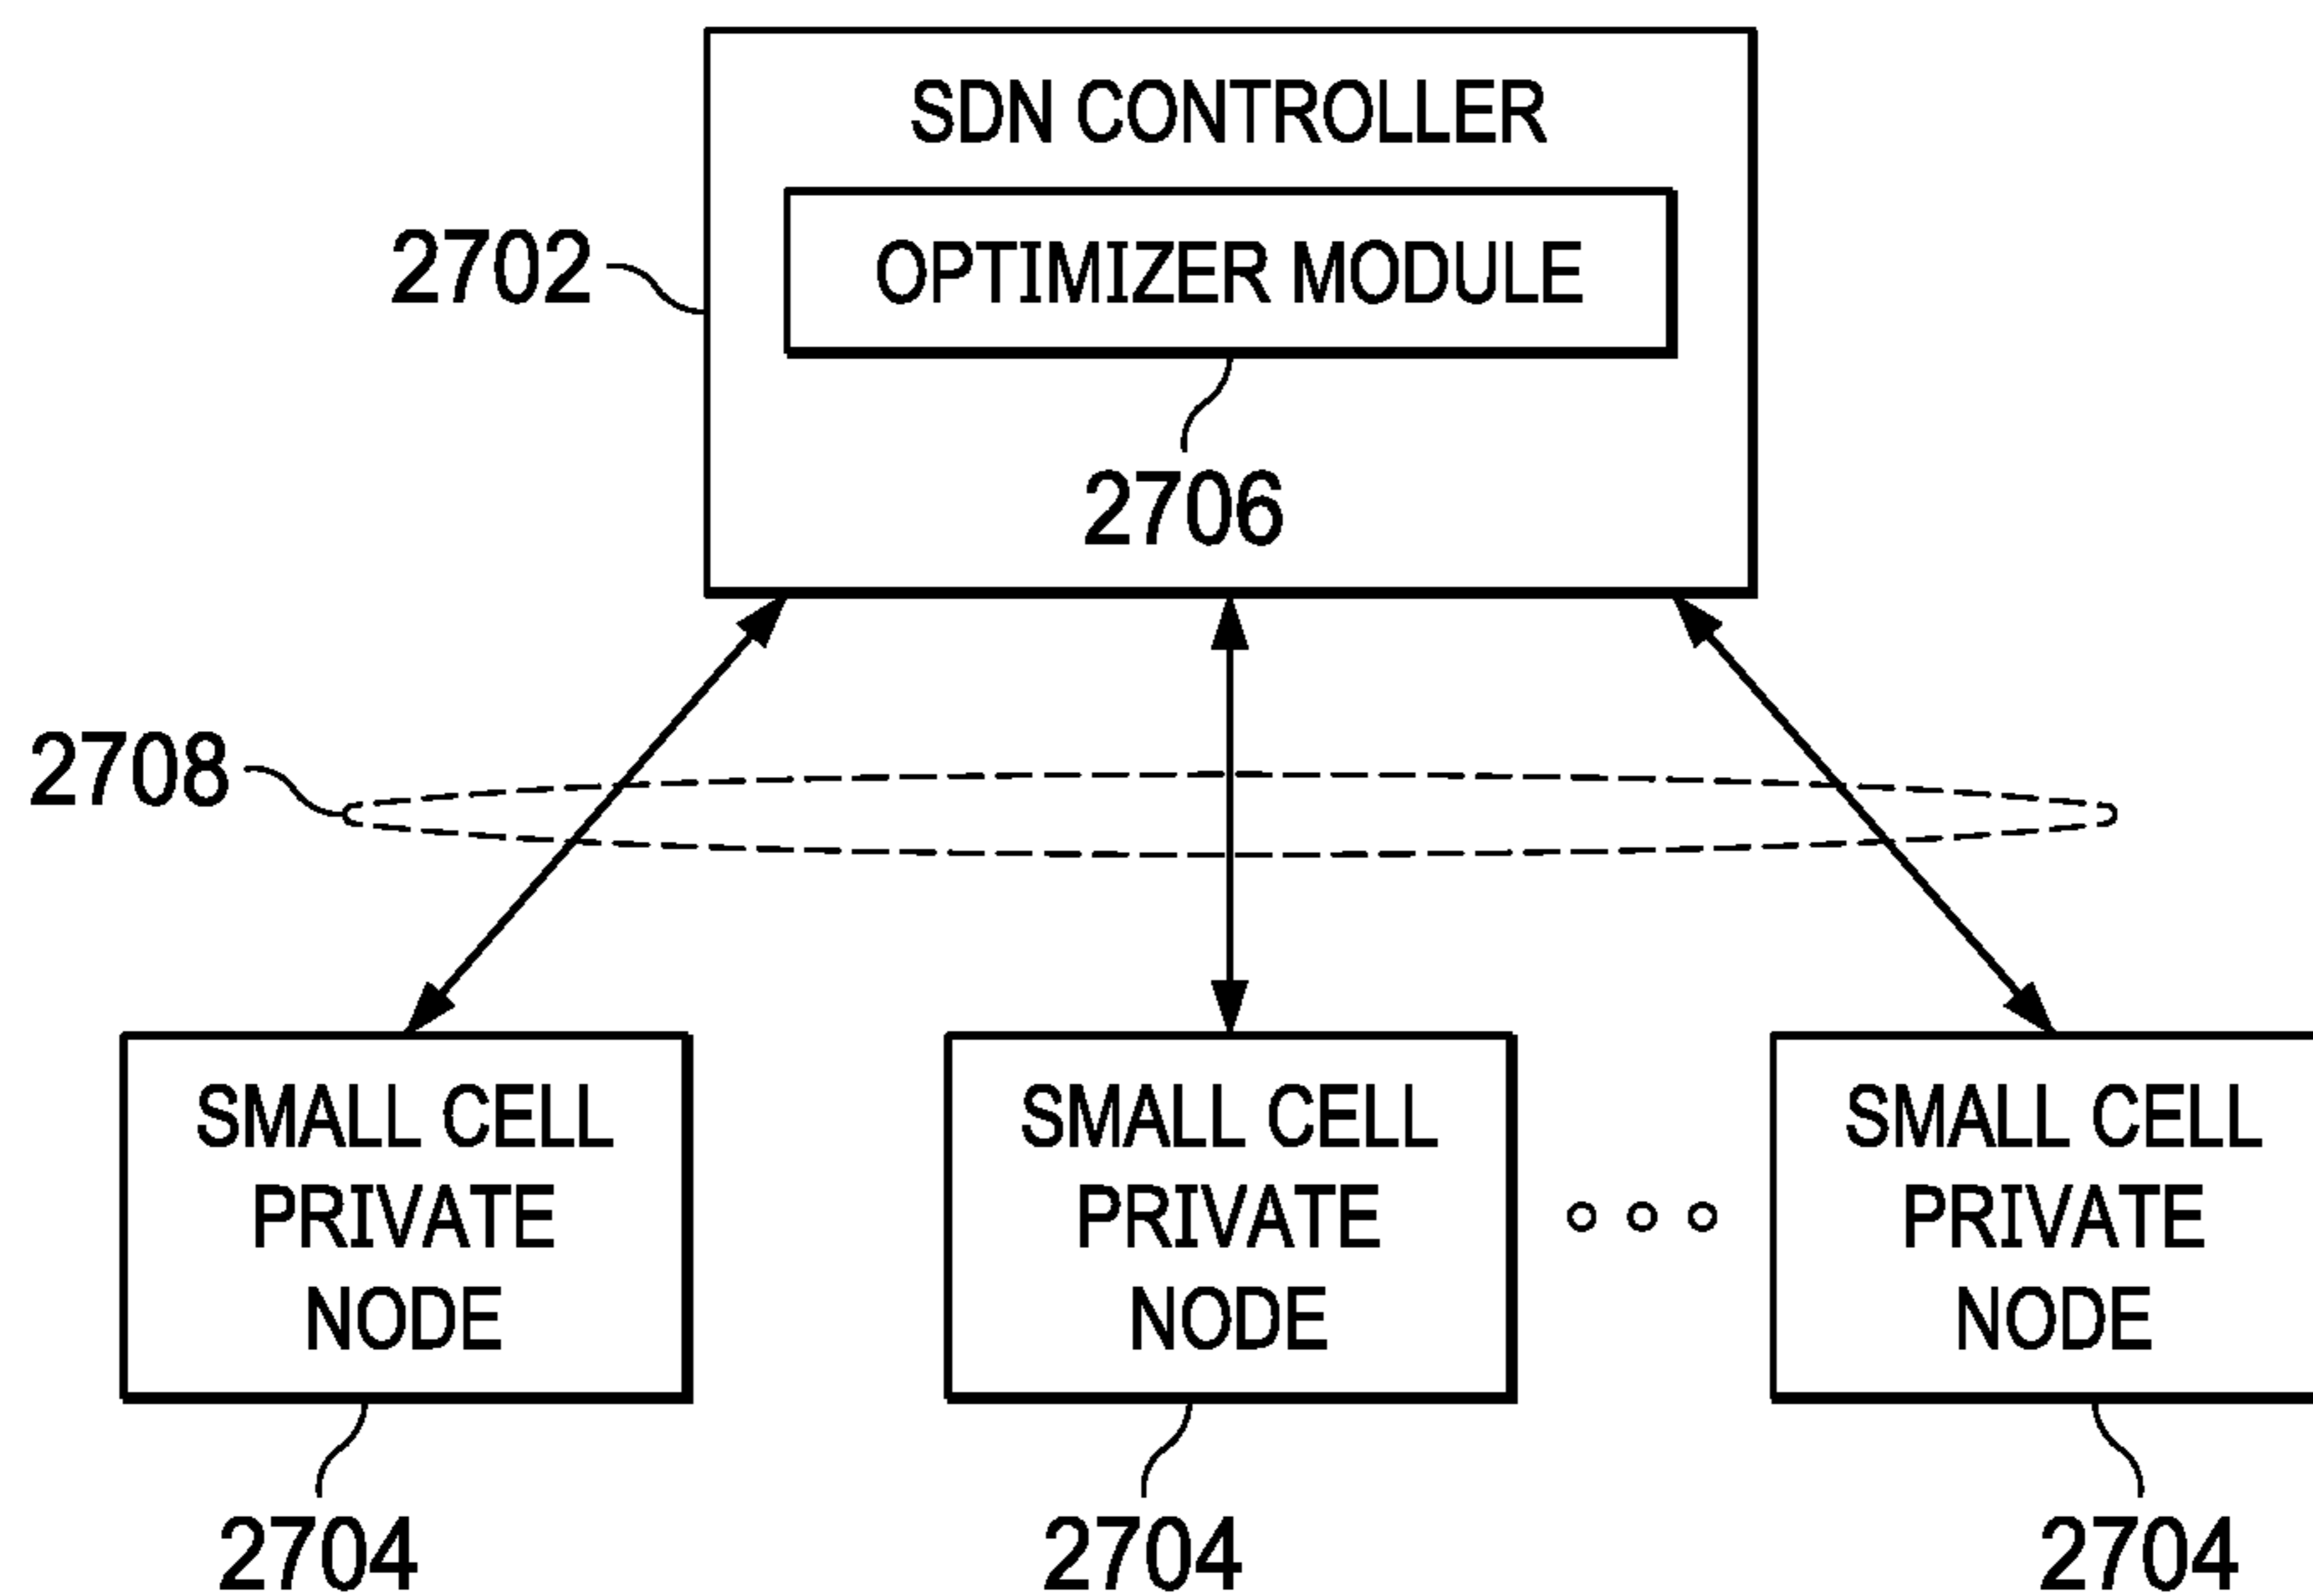 SDN CONTROLLER
OPTIMIZER MODULE
2702
2706
2708
SMALL CELL
PRIVATE
NODE
SMALL CELL
PRIVATE
NODE
SMALL CELL
PRIVATE
NODE
2704
2704
2704